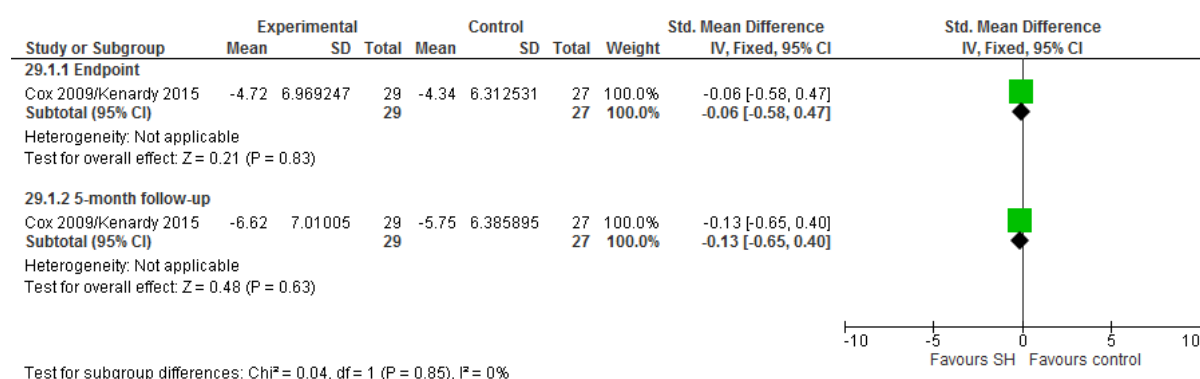 Experimental Control Std. Mean Difference Std. Mean Difference
Study or Subgroup Mean SD Total Mean SD Total Weight IV, Fixed, 95% CI IV, Fixed, 95% CI
29.1.1 Endpoint
Cox 2009/Kenardy 2015 -4.72 6.969247 29 -4.34 6.312531 27 100.0% -0.06 [-0.58, 0.47]
Subtotal (95% CI) 29 27 100.0% -0.06 [-0.58, 0.47]
Heterogeneity: Not applicable
Test for overall effect: Z = 0.21 (P = 0.83)
29.1.2 5-month follow-up
Cox 2009/Kenardy 2015 -6.62 7.01005 29 -5.75 6.385895 27 100.0% -0.13 [-0.65, 0.40]
Subtotal (95% CI) 29 27 100.0% -0.13 [-0.65, 0.40]
Heterogeneity: Not applicable
Test for overall effect: Z = 0.48 (P = 0.63)
-10 -5 0 5 10
Favours SH Favours control
Test for subgroup differences: Chi² = 0.04, df = 1 (P = 0.85), I² = 0%